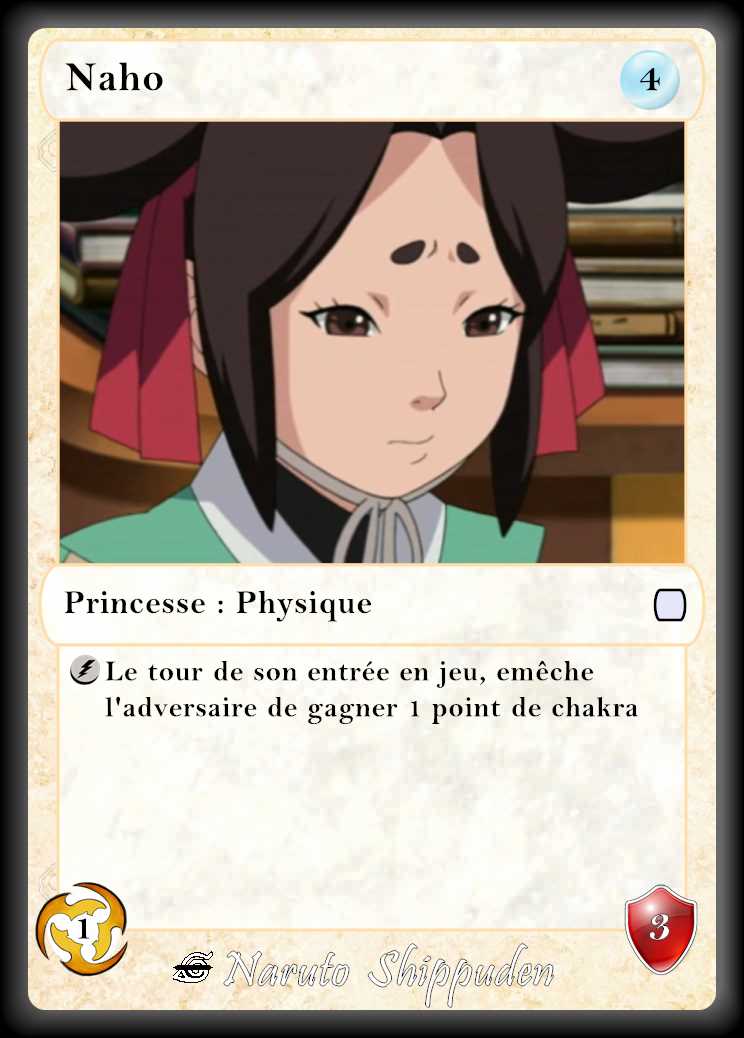 Naho
4
Princesse : Physique
Le tour de son entrée en jeu, emêche
l'adversaire de gagner 1 point de chakra
1
3
Naruto Shippuden